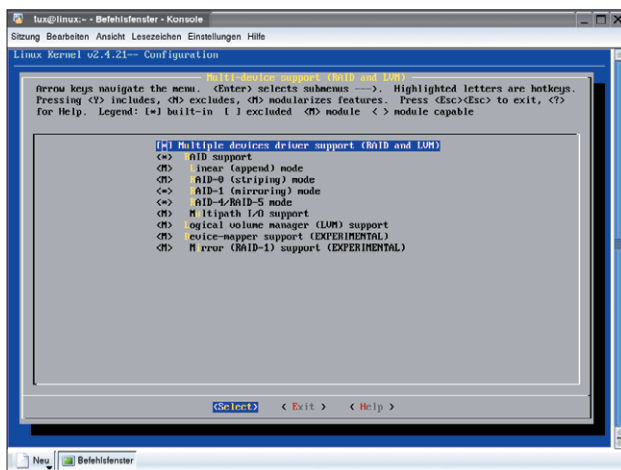 tux@linux:~ - Befehlsfenster - Konsole
Sitzung Bearbeiten Ansicht Lesezeichen Einstellungen Hilfe
Linux Kernel v2.4.21-- Configuration
Multi-device support (RAID and LVM)
Arrow keys navigate the menu. <Enter> selects submenus --->. Highlighted letters are hotkeys.
Pressing <Y> includes, <N> excludes, <M> modularizes features. Press <Esc><Esc> to exit, <?>
for Help. Legend: [*] built-in [ ] excluded <M> module < > module capable
[*] Multiple devices driver support (RAID and LVM)
<*> RAID support
<M> Linear (append) mode
<M> RAID-0 (striping) mode
<*> RAID-1 (mirroring) mode
<*> RAID-4/RAID-5 mode
<M> Multipath I/O support
<M> Logical volume manager (LVM) support
<M> Device-mapper support (EXPERIMENTAL)
<M> Mirror (RAID-1) support (EXPERIMENTAL)
<Select> < Exit > < Help >
Neu Befehlsfenster